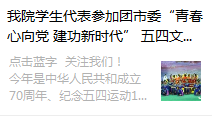 我院学生代表参加团市委“青春
心向党 建功新时代” 五四文...
点击蓝字  关注我们！
今年是中华人民共和国成立
70周年、纪念五四运动1...